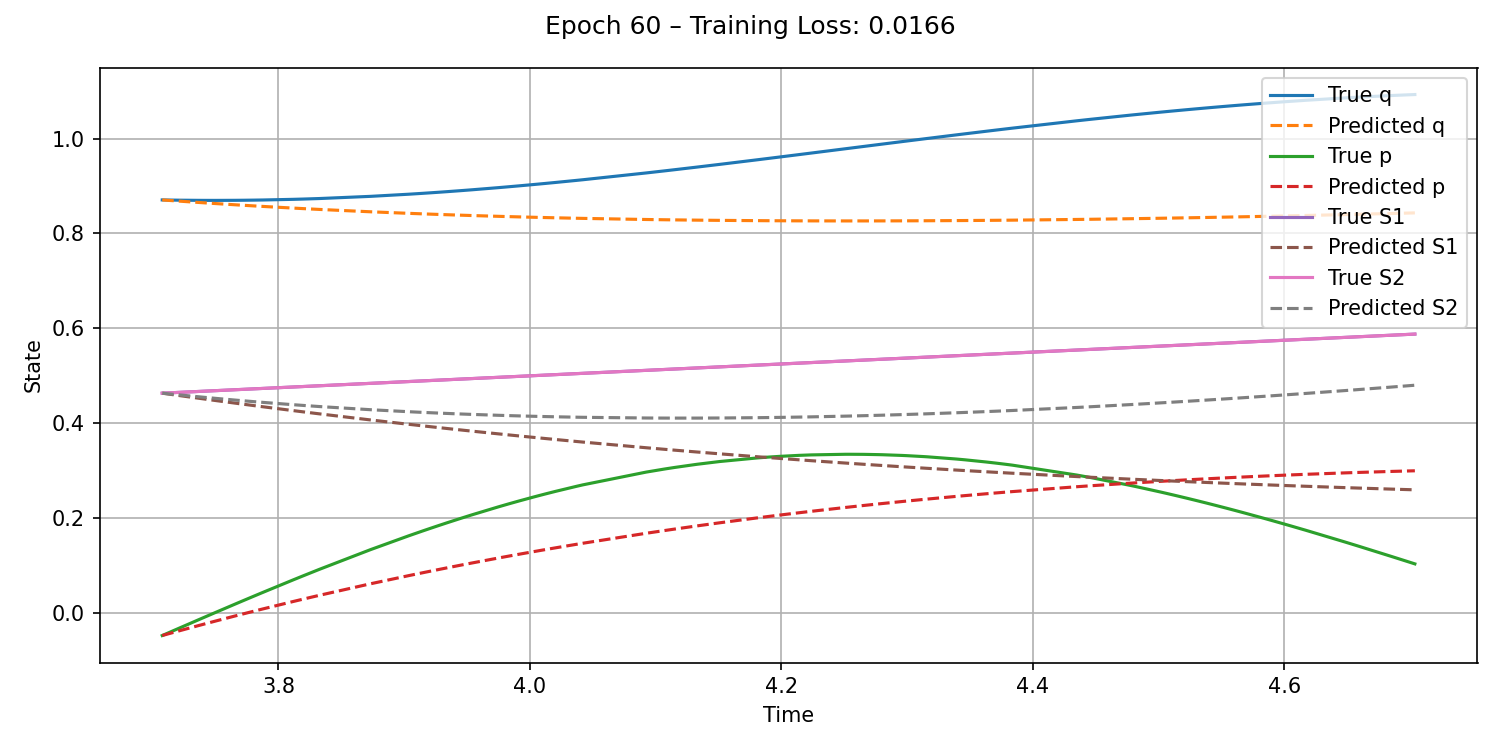 Epoch 60 – Training Loss: 0.0166
True q
Predicted q
True p
Predicted p
True S1
Predicted S1
True S2
Predicted S2
1.0
0.8
0.6
0.4
0.2
0.0
State
3.8 4.0 4.2 4.4 4.6
Time